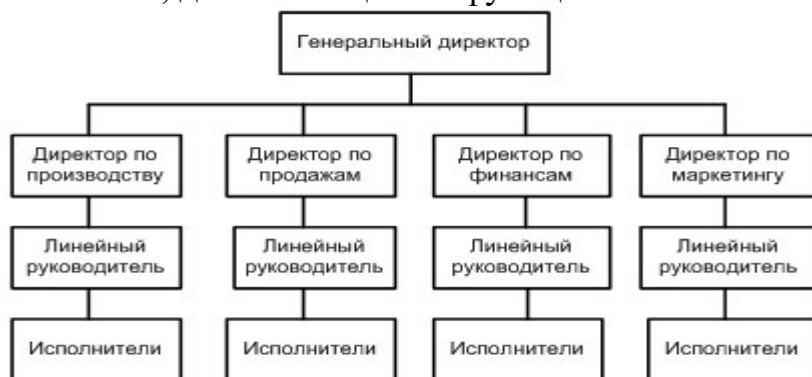 Генеральный директор
Директор по
производству
Директор по
продажам
Директор по
финансам
Директор по
маркетингу
Линейный
руководитель
Линейный
руководитель
Линейный
руководитель
Линейный
руководитель
Исполнители
Исполнители
Исполнители
Исполнители